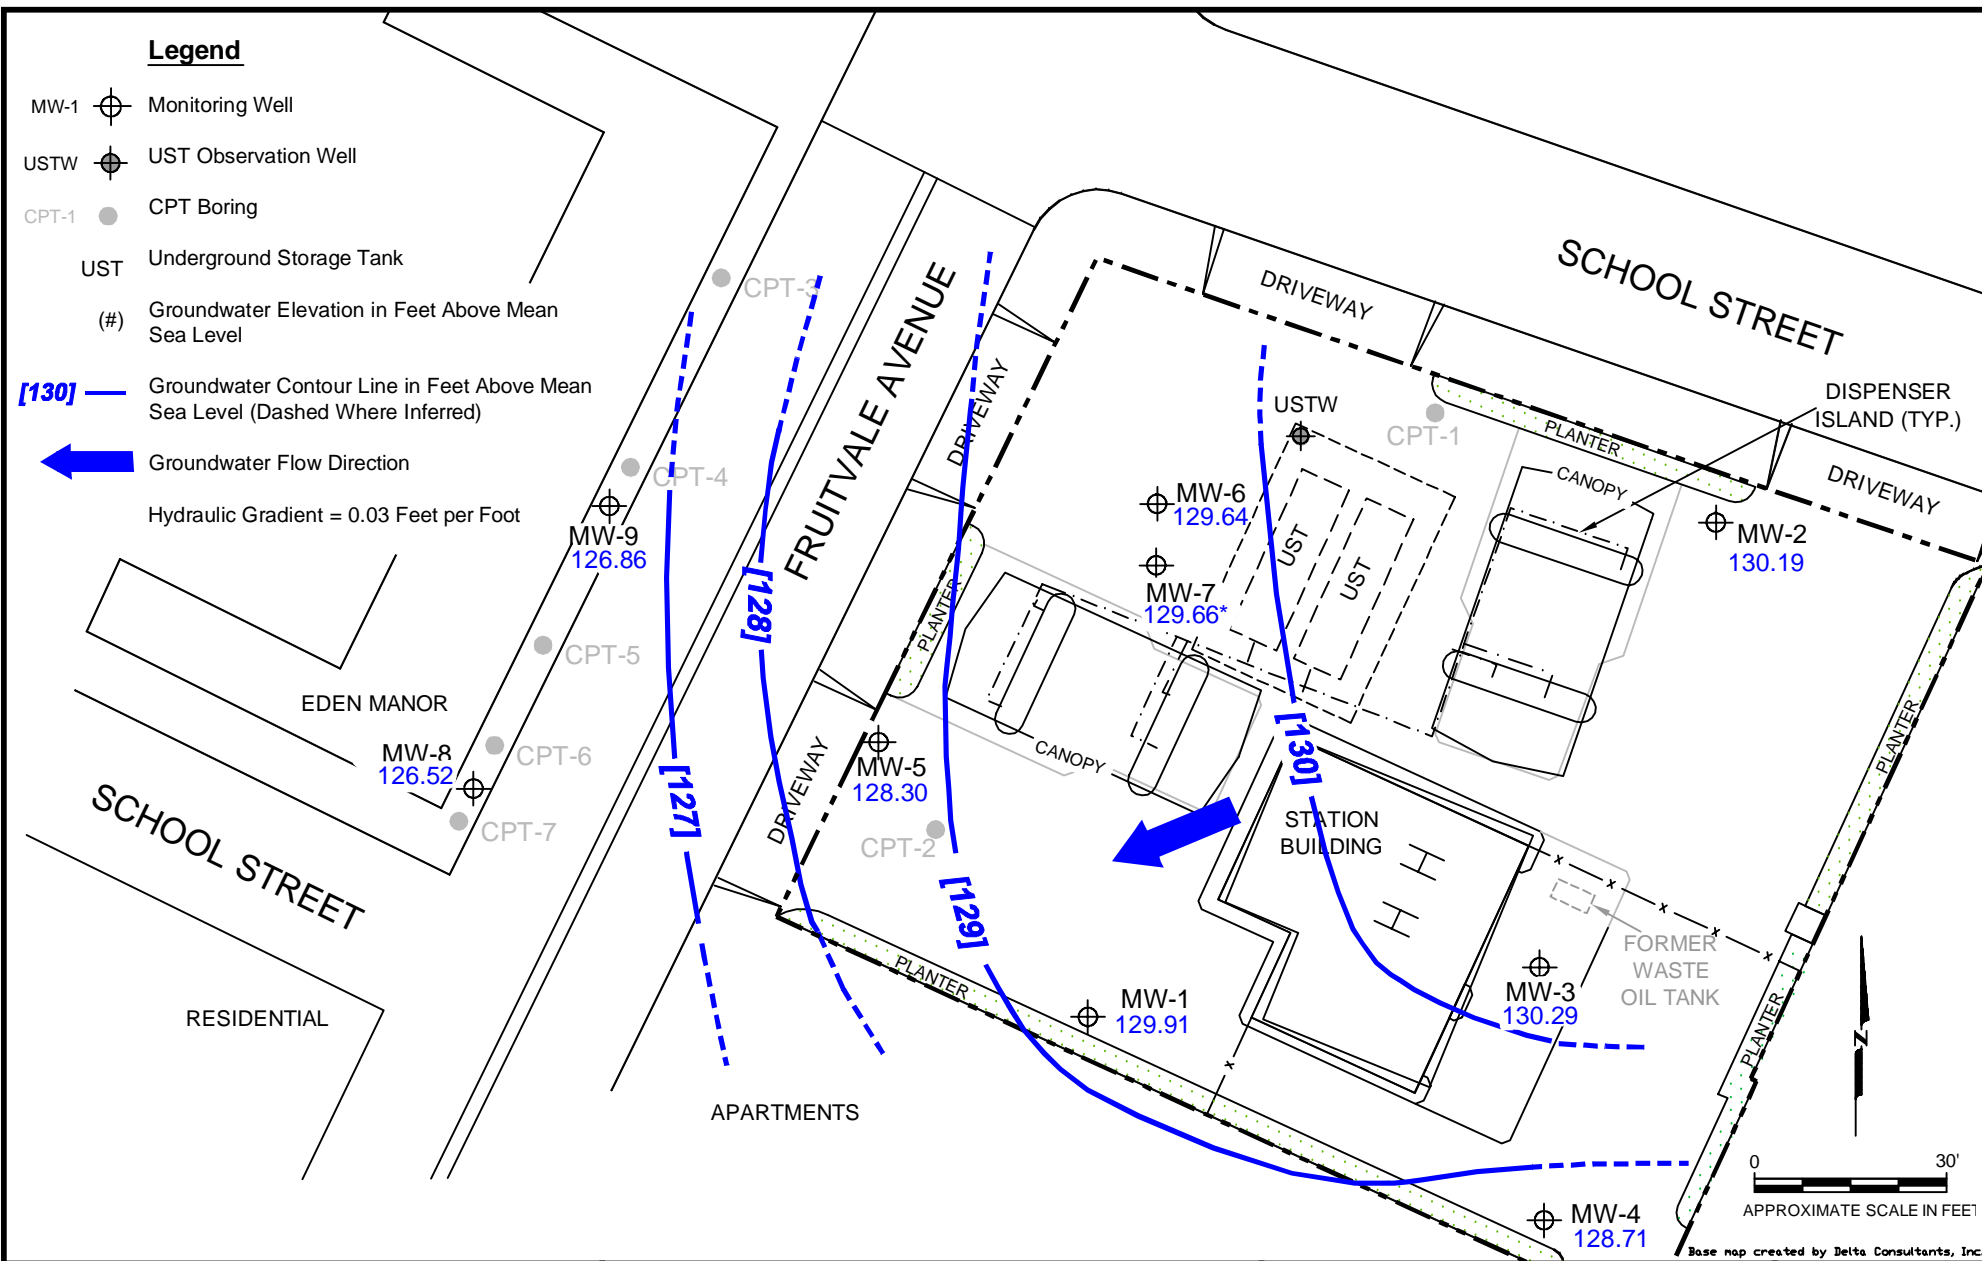 Legend
MW-1 Monitoring Well
USTW UST Observation Well
CPT-1 CPT Boring
UST Underground Storage Tank
(#) Groundwater Elevation in Feet Above Mean
Sea Level
[130] Groundwater Contour Line in Feet Above Mean
Sea Level (Dashed Where Inferred)
Groundwater Flow Direction
Hydraulic Gradient = 0.03 Feet per Foot
SCHOOL STREET
DRIVEWAY
DISPENSER
ISLAND (TYP.)
CPT-3
FRUITVALE AVENUE
DRIVEWAY
USTW
CPT-1
PLANTER
CANOPY
DRIVEWAY
CPT-4
MW-9
126.86
MW-6
129.64
MW-7
129.66*
UST
UST
MW-2
130.19
[128]
PLANTER
CPT-5
EDEN MANOR
MW-8
126.52
CPT-6
CPT-7
[127]
DRIVEWAY
MW-5
128.30
CPT-2
CANOPY
[130]
PLANTER
STATION
BUILDING
SCHOOL STREET
[129]
PLANTER
MW-1
129.91
MW-3
130.29
FORMER
WASTE
OIL TANK
PLANTER
N
RESIDENTIAL
APARTMENTS
MW-4
128.71
0 30'
APPROXIMATE SCALE IN FEET
Base map created by Delta Consultants, Inc.
x
x
x
x
x
x